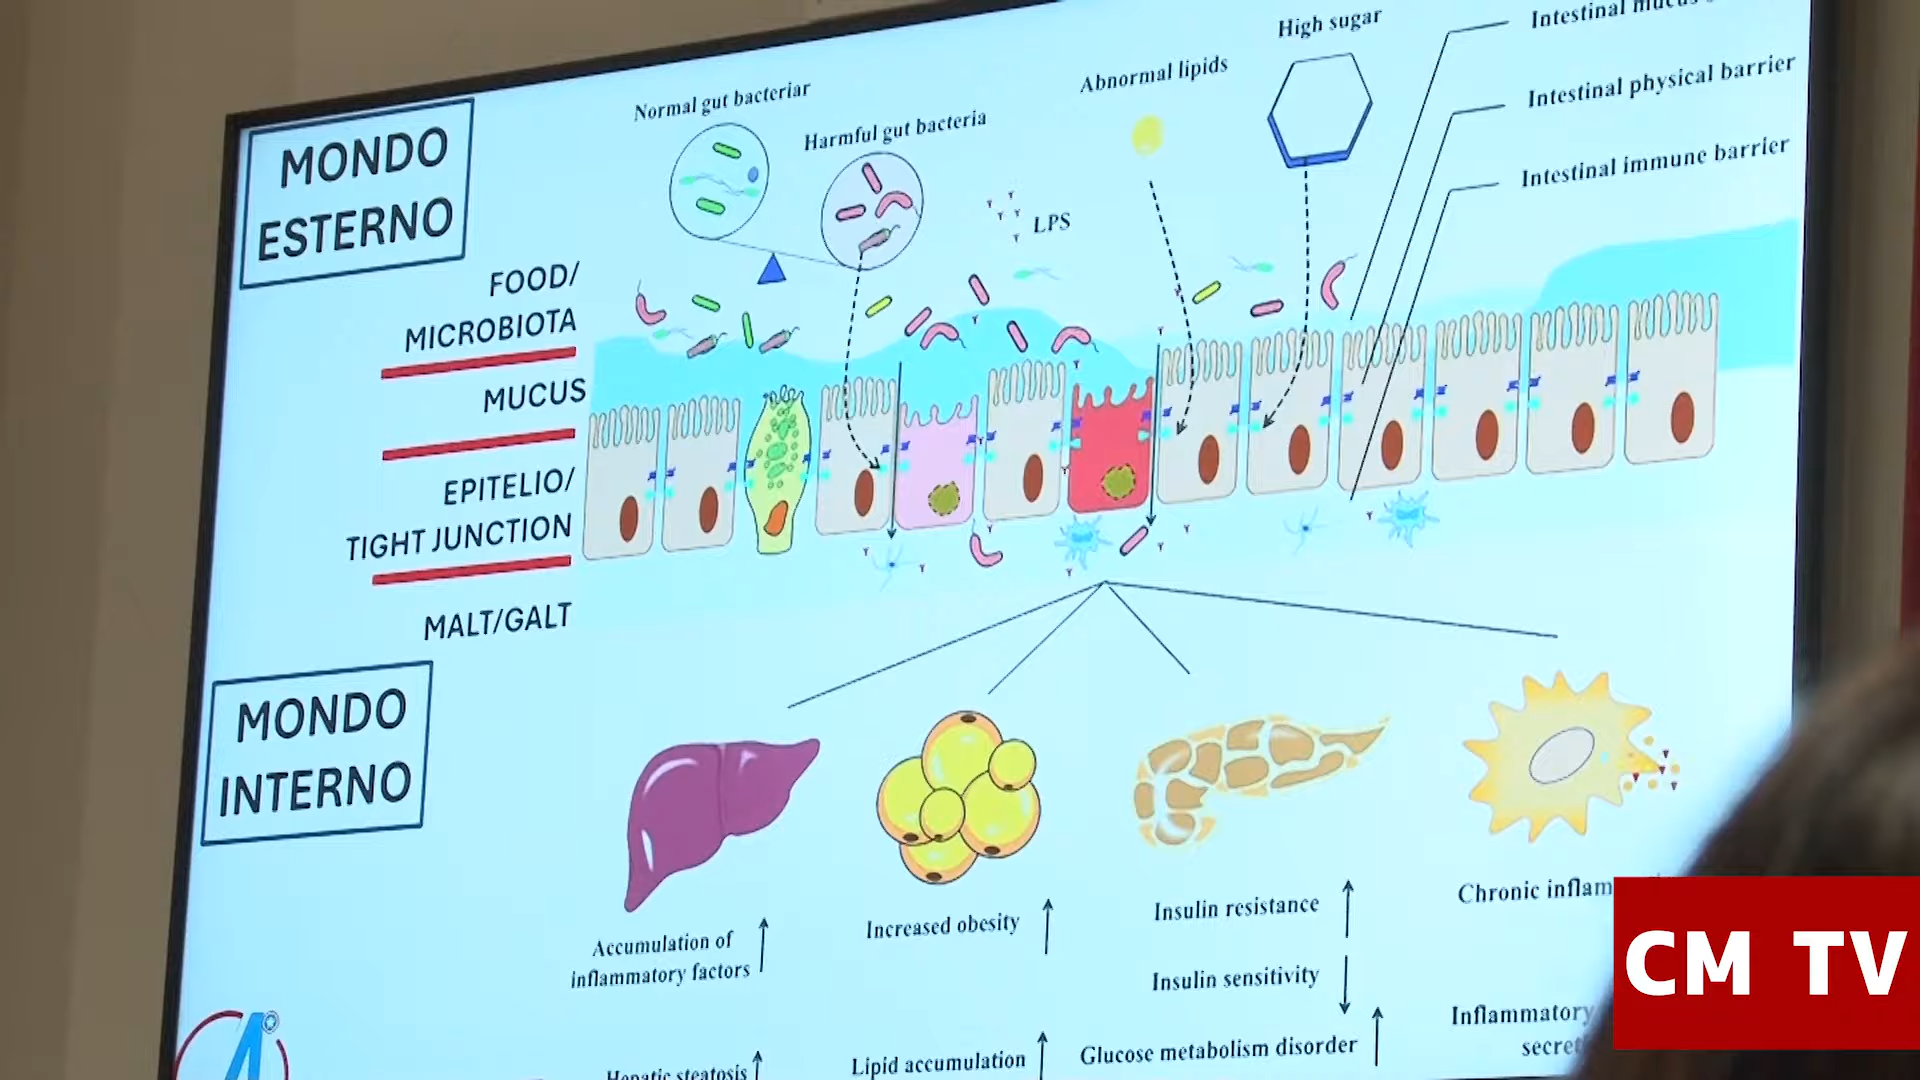 MONDO
ESTERNO
FOOD/
MICROBIOTA
MUCUS
EPITELIO/
TIGHT JUNCTION
MALT/GALT
MONDO
INTERNO
Normal gut bacteriar
Harmful gut bacteria
LPS
Abnormal lipids
High sugar
Intestinal
Intestinal physical barrier
Intestinal immune barrier
Accumulation of
inflammatory factors
Hepatic steatosis
Increased obesity
Lipid accumulation
Insulin resistance
Insulin sensitivity
Glucose metabolism disorder
Chronic
Inflammatory
CM TV